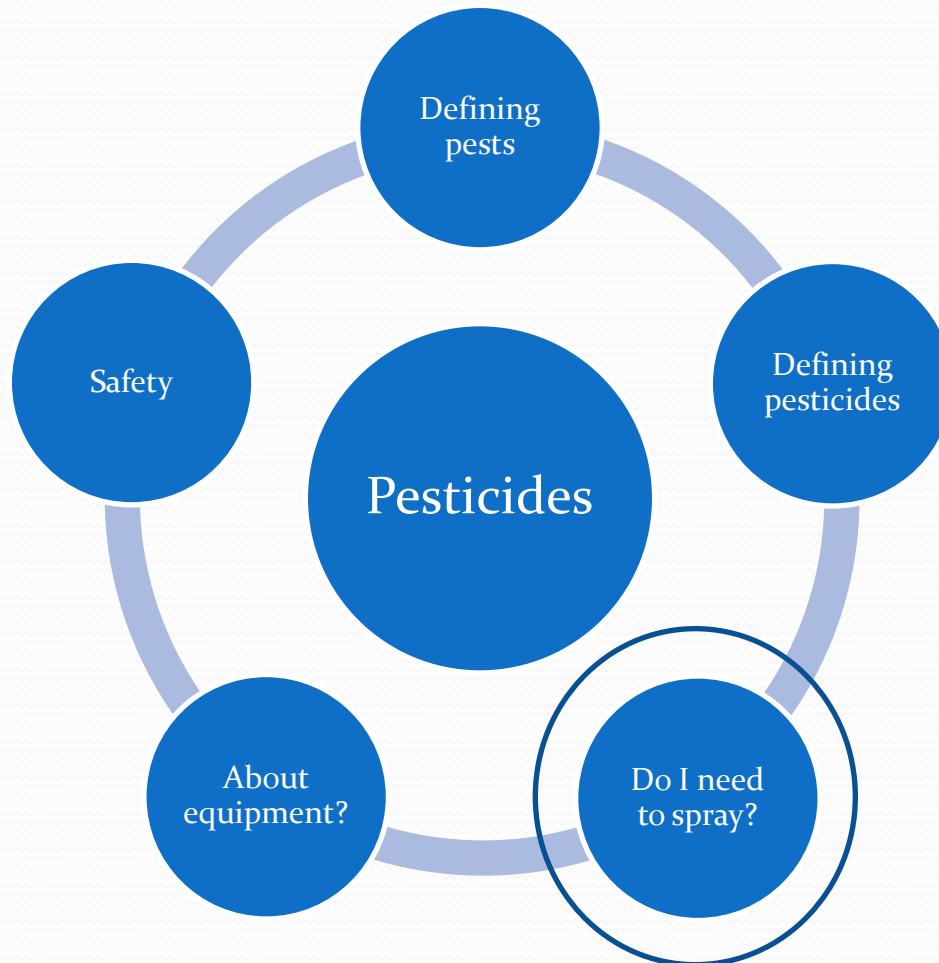 Defining
pests
Safety
Defining
pesticides
Pesticides
About
equipment?
Do I need
to spray?